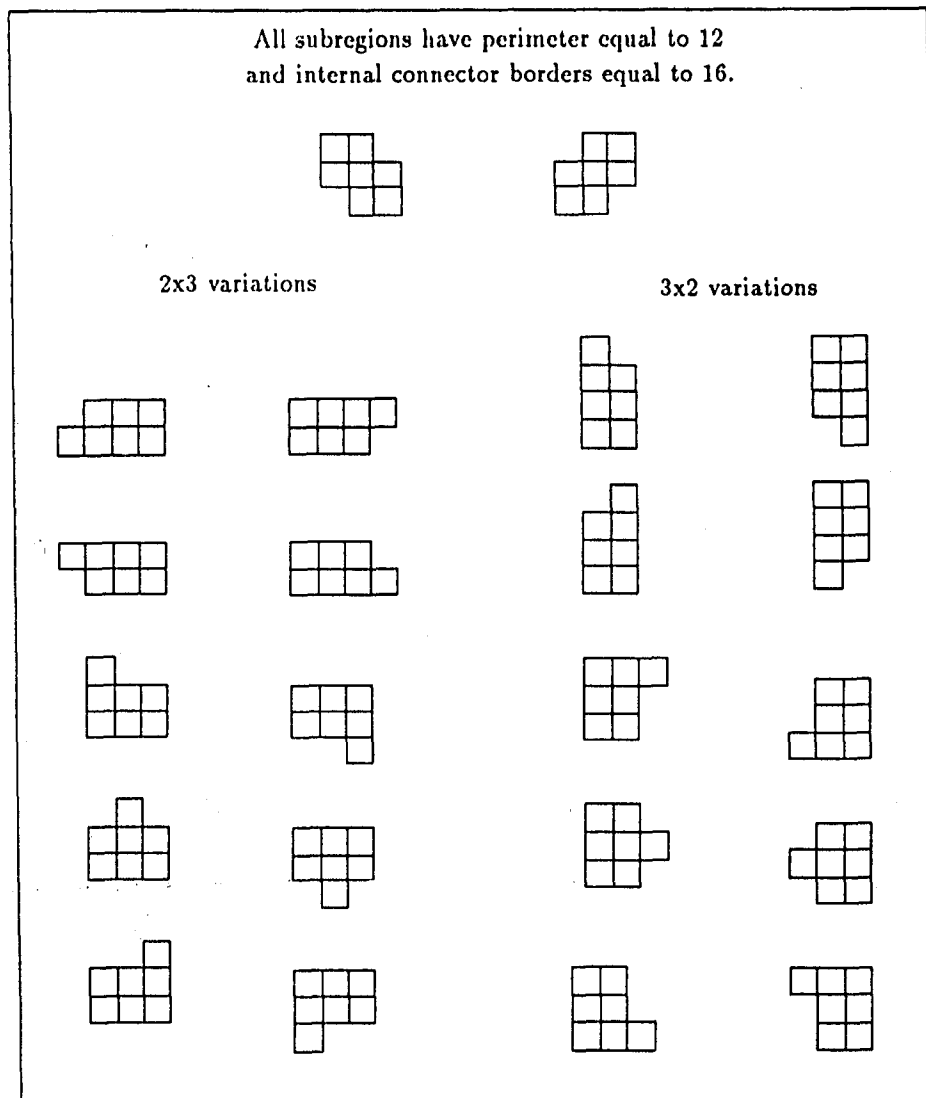 All subregions have perimeter equal to 12
and internal connector borders equal to 16.
2x3 variations
3x2 variations